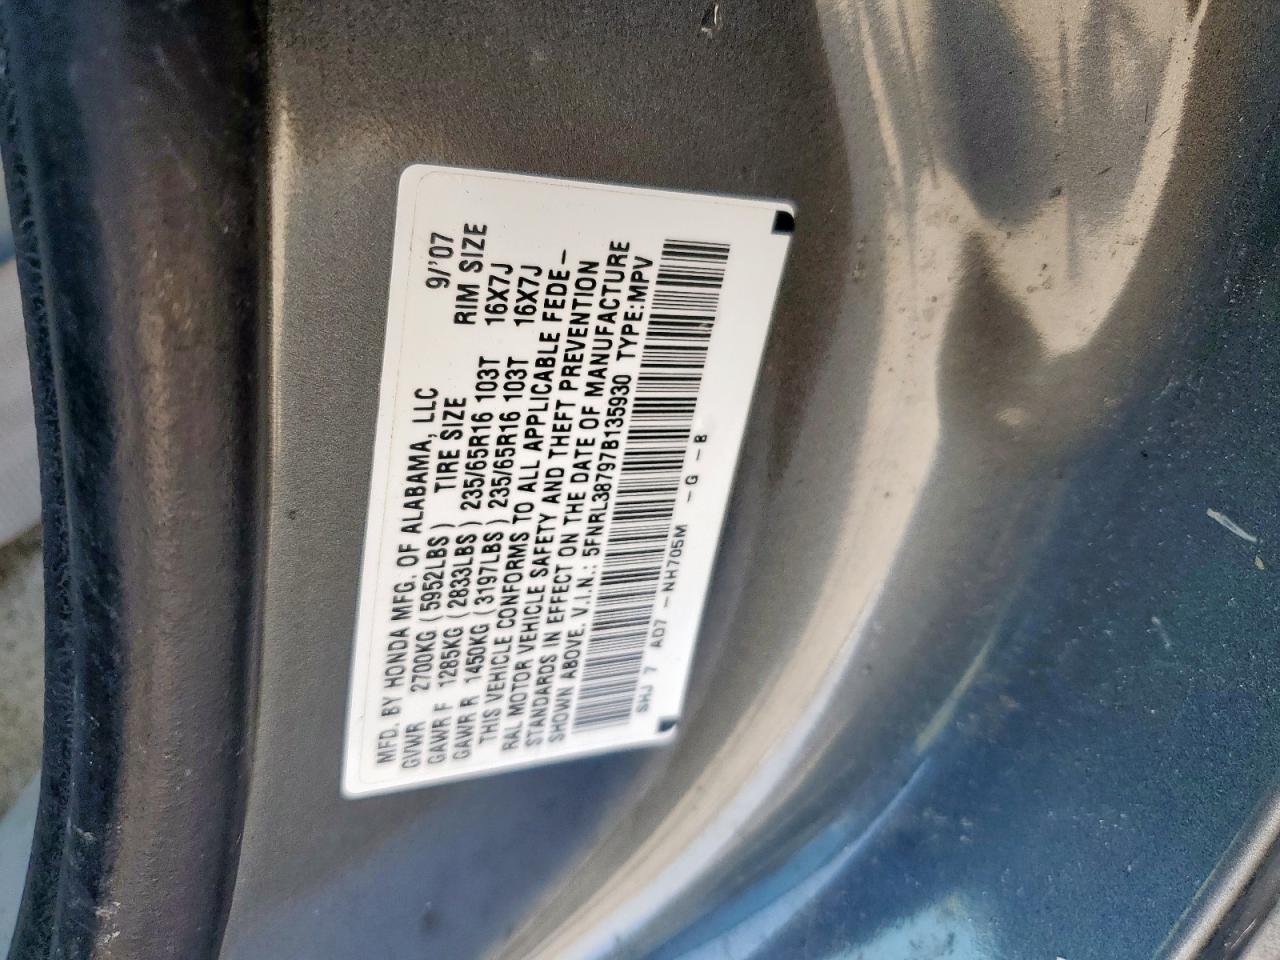 MFD. BY HONDA MFG. OF ALABAMA, LLC 9/'07
GVWR 2700KG (5952LBS) TIRE SIZE RIM SIZE
GAWR F 1285KG (2833LBS) 235/65R16 103T 16X7J
GAWR R 1450KG (3197LBS) 235/65R16 103T 16X7J
THIS VEHICLE CONFORMS TO ALL APPLICABLE FEDE-
RAL MOTOR VEHICLE SAFETY AND THEFT PREVENTION
STANDARDS IN EFFECT ON THE DATE OF MANUFACTURE
SHOWN ABOVE. V.I.N.: 5FNRL38797B135930 TYPE:MPV
SHJ 7 AD7 -NH705M -G -B